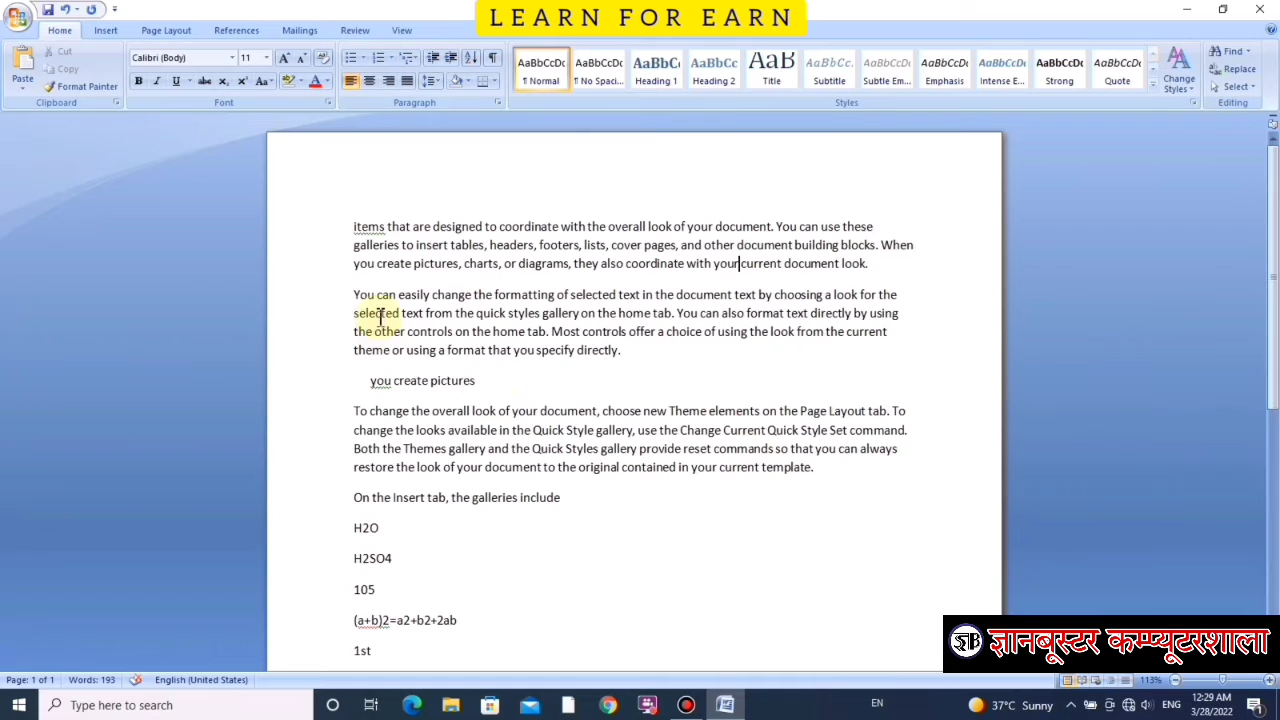 LEARN FOR EARN
Home Insert Page Layout References Mailings Review View
Cut
Copy
Format Painter
Paste
Clipboard
Calibri (Body) 11
Font
Paragraph
AaBbCcDc AaBbCcDc AaBbC AaBbCc AaB AaBbCc. AaBbCcDc AaBbCcDc AaBbCcDc AaBbCcDc AaBbCcDc
¶ Normal ¶ No Spaci... Heading 1 Heading 2 Title Subtitle Subtle Em... Emphasis Intense E... Strong Quote
Change Styles
Styles
Find
Replace
Select
Editing
items that are designed to coordinate with the overall look of your document. You can use these
galleries to insert tables, headers, footers, lists, cover pages, and other document building blocks. When
you create pictures, charts, or diagrams, they also coordinate with your current document look.
You can easily change the formatting of selected text in the document text by choosing a look for the
selected text from the quick styles gallery on the home tab. You can also format text directly by using
the other controls on the home tab. Most controls offer a choice of using the look from the current
theme or using a format that you specify directly.
you create pictures
To change the overall look of your document, choose new Theme elements on the Page Layout tab. To
change the looks available in the Quick Style gallery, use the Change Current Quick Style Set command.
Both the Themes gallery and the Quick Styles gallery provide reset commands so that you can always
restore the look of your document to the original contained in your current template.
On the Insert tab, the galleries include
H2O
H2SO4
105
(a+b)2=a2+b2+2ab
1st
ज्ञानबूस्टर कम्प्यूटरशाला
Page: 1 of 1 Words: 193 English (United States) 113%
Type here to search
EN
37°C Sunny
ENG
12:29 AM
3/28/2022